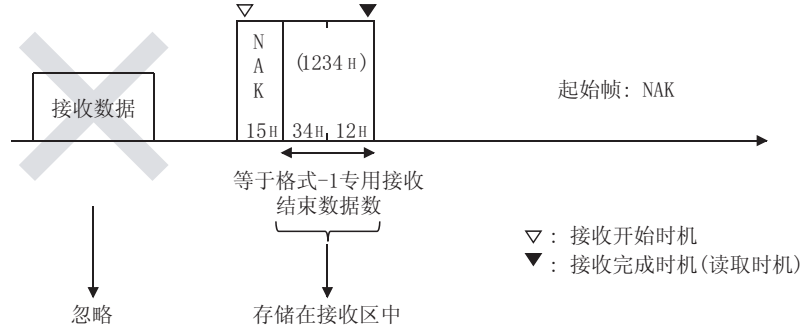 N
A
K
(1234H)
起始帧: NAK
接收数据
15H 34H 12H
等于格式-1专用接收
结束数据数
▽: 接收开始时机
▼: 接收完成时机(读取时机)
忽略
存储在接收区中